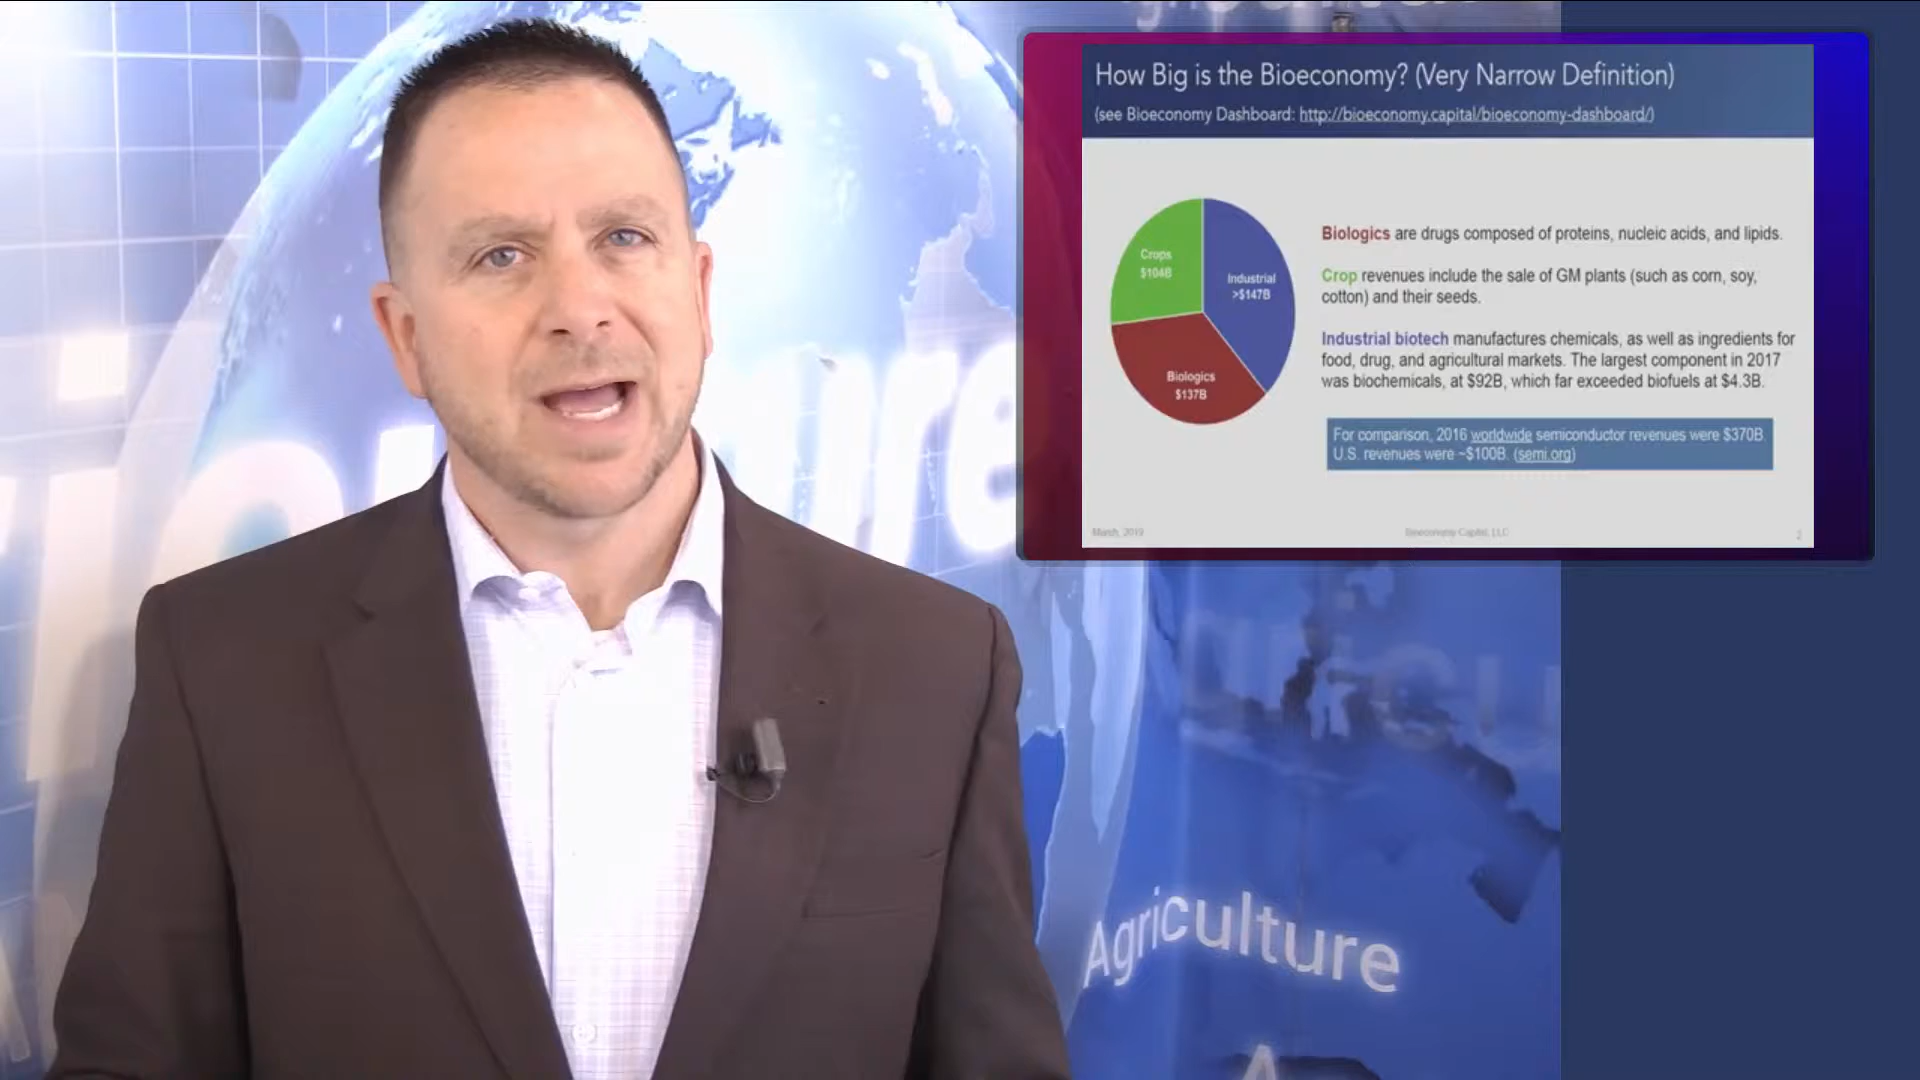 How Big is the Bioeconomy? (Very Narrow Definition)
(see Bioeconomy Dashboard: http://bioeconomy.capital/bioeconomy-dashboard/)
Crops
$104B
Industrial
>$147B
Biologics
$137B
Biologics are drugs composed of proteins, nucleic acids, and lipids.
Crop revenues include the sale of GM plants (such as corn, soy,
cotton) and their seeds.
Industrial biotech manufactures chemicals, as well as ingredients for
food, drug, and agricultural markets. The largest component in 2017
was biochemicals, at $92B, which far exceeded biofuels at $4.3B.
For comparison, 2016 worldwide semiconductor revenues were $370B.
U.S. revenues were ~$100B. (semi.org)
March, 2019
Bioeconomy Capital, LLC
2
Agriculture